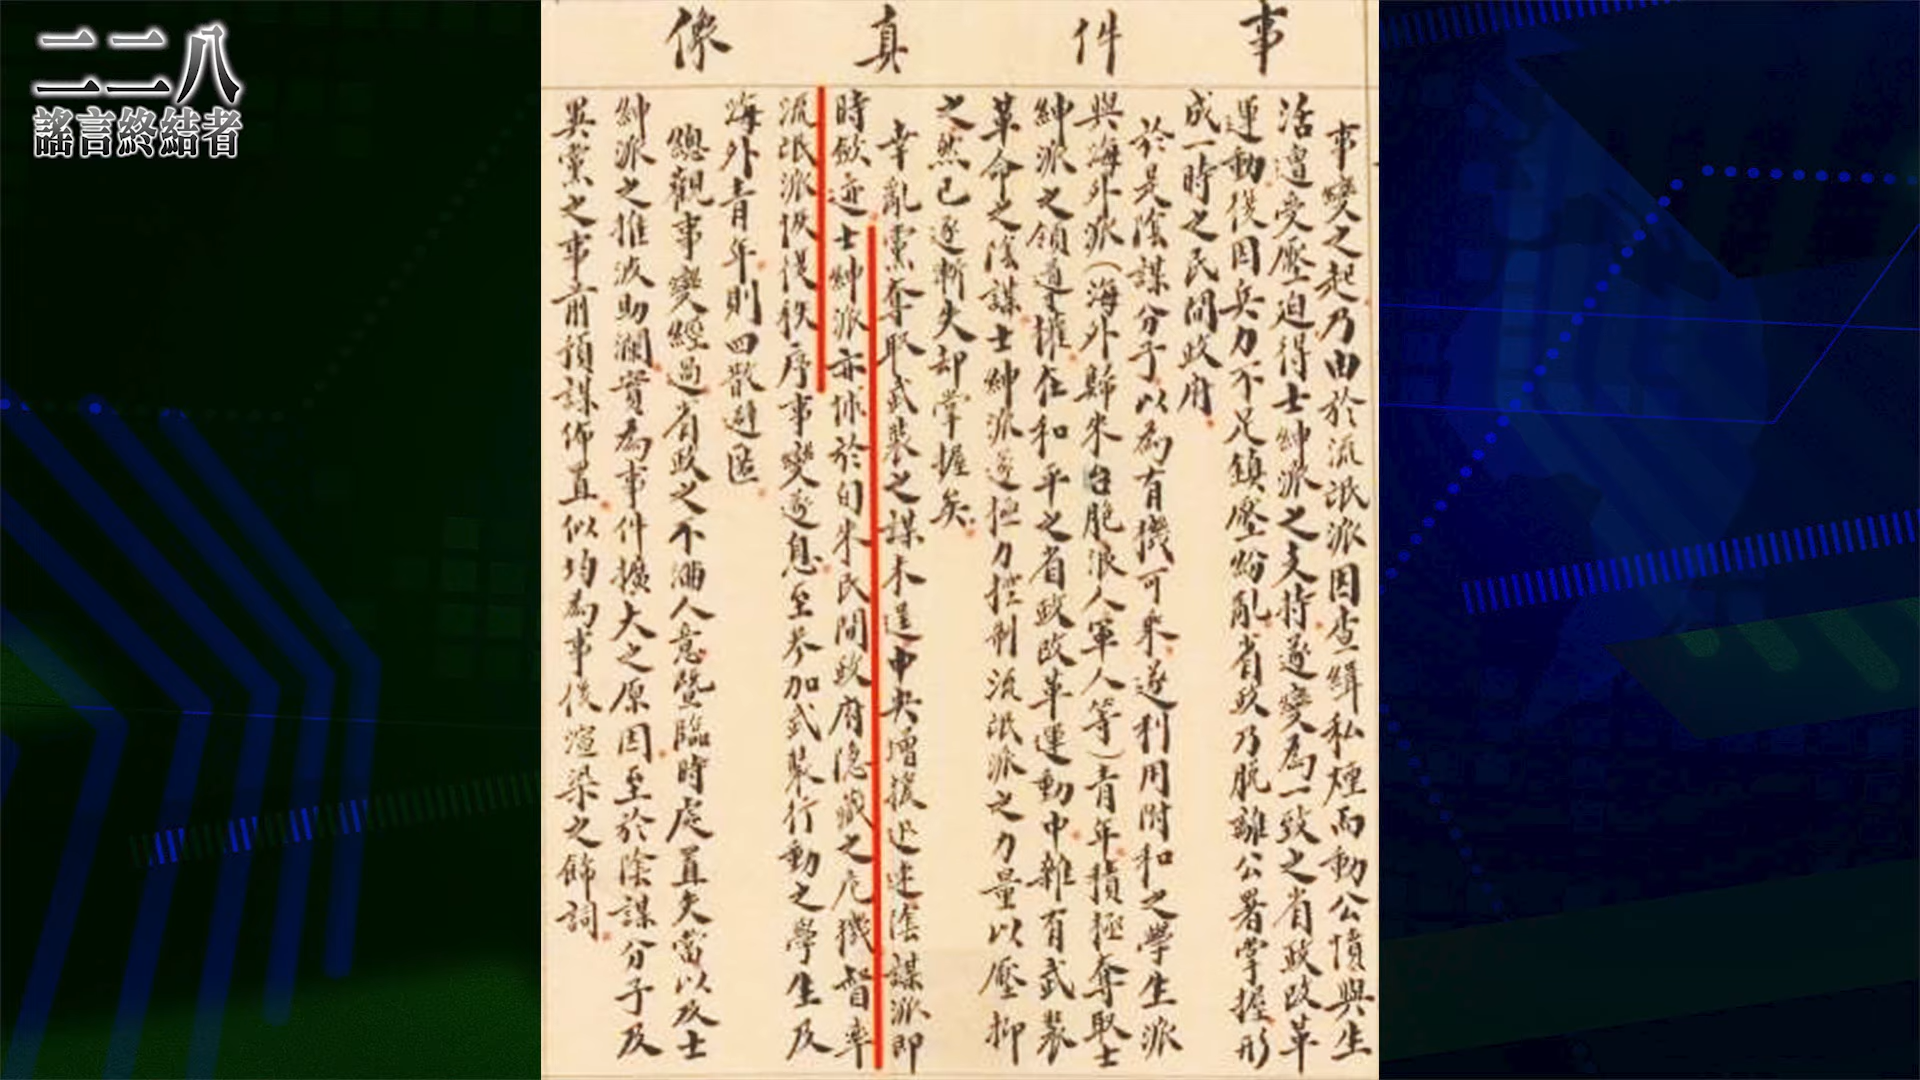 二二八
謠言終結者
事件真像
事變之起乃由於流氓派因查緝私煙而動公憤與生
活遭受壓迫得士紳派之支持遂變為一致之省政改革
運動後因兵力不足鎮壓紛亂省政乃脫離公署掌握形
成一時之民間政府
於是陰謀分子以為有機可乘遂利用附和之學生派
與海外派（海外歸來台胞浪人軍人等）青年積極奪取士
紳派之領導權在和平之省政改革運動中雜有武裝
革命之陰謀士紳派遂極力控制流氓派之力量以壓抑
之然已逐漸失却掌握矣
幸亂黨奪取武裝之謀未逞中央增援迅速陰謀派即
時斂迹士紳派亦怵於旬來民間政府隱藏之危機督率
流氓派恢復秩序事變遂息至參加武裝行動之學生及
海外青年則四散避匿
總觀事變經過省政之不滿人意暨臨時處置失當以及士
紳派之推波助瀾實為事件擴大之原因至於陰謀分子及
異黨之事前預謀佈置似均為事後渲染之飾詞